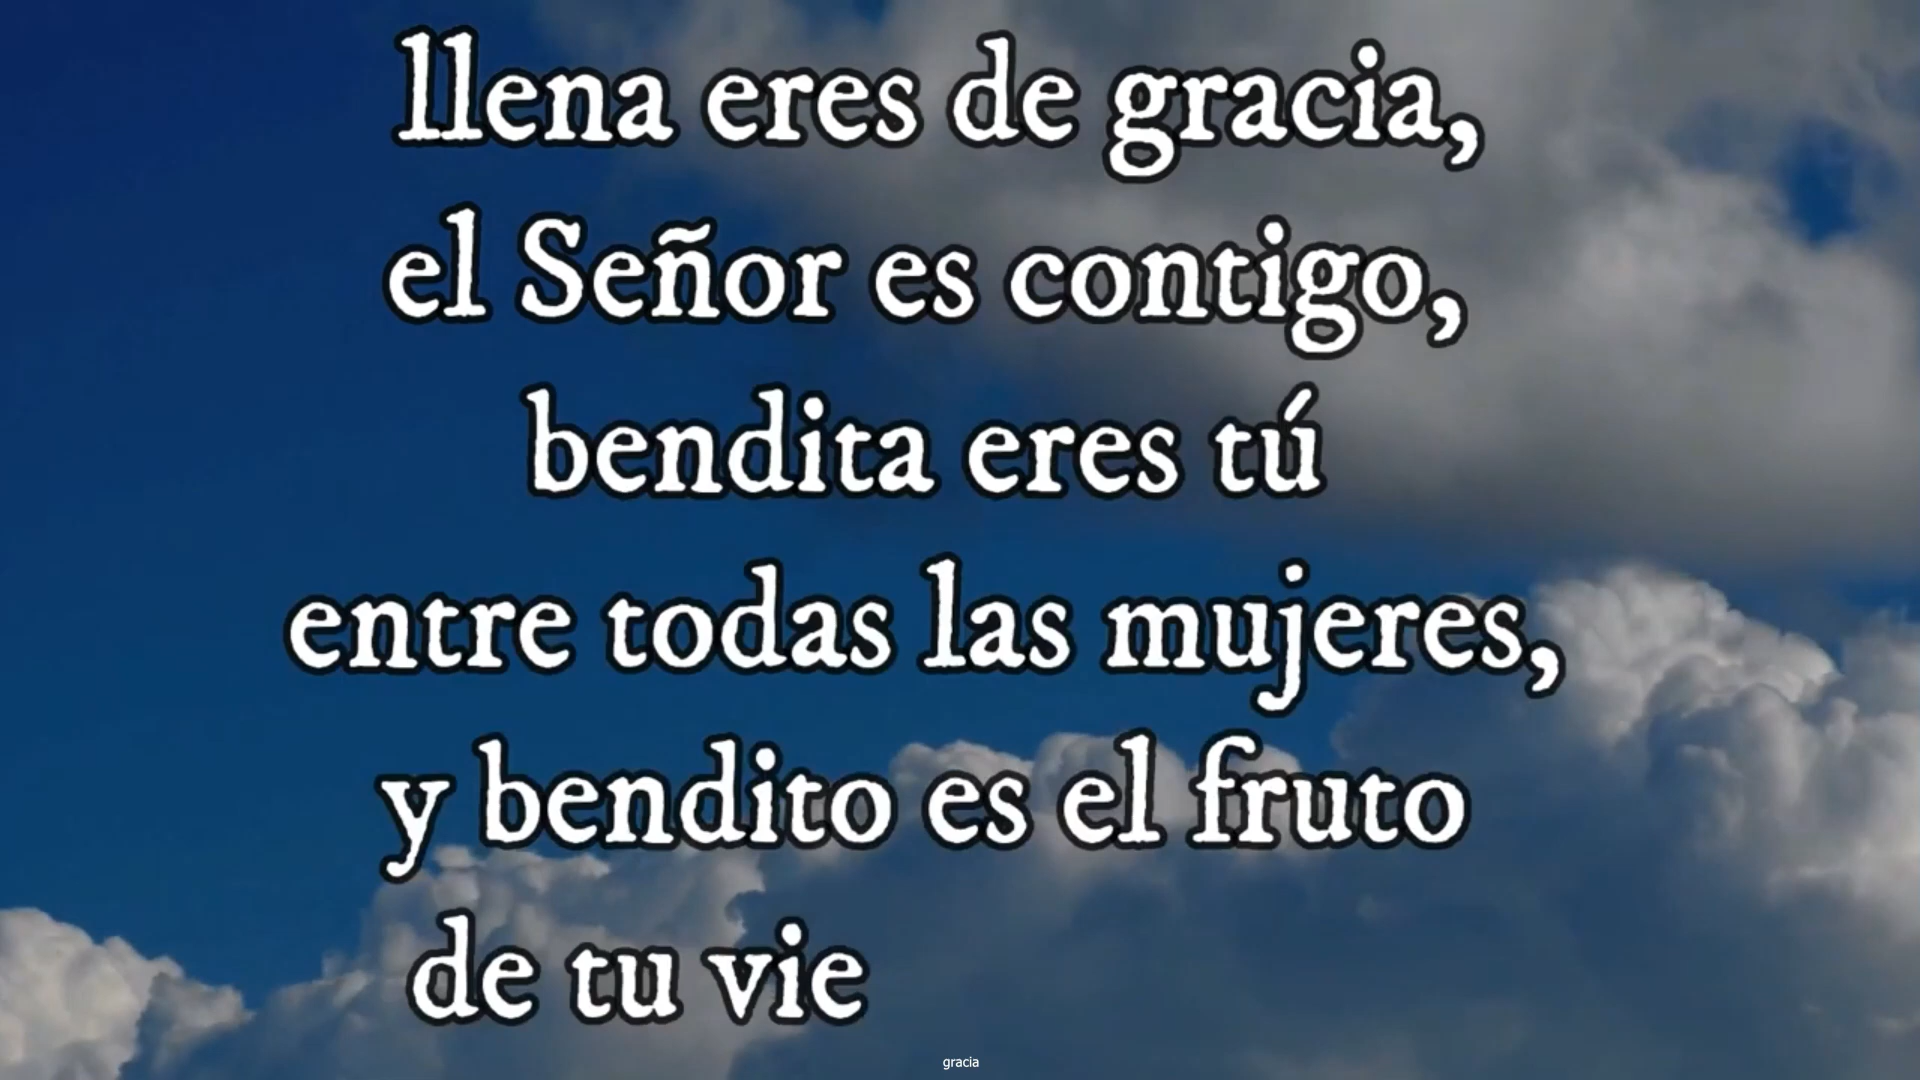 llena eres de gracia,
el Señor es contigo,
bendita eres tú
entre todas las mujeres,
y bendito es el fruto
de tu vie
gracia